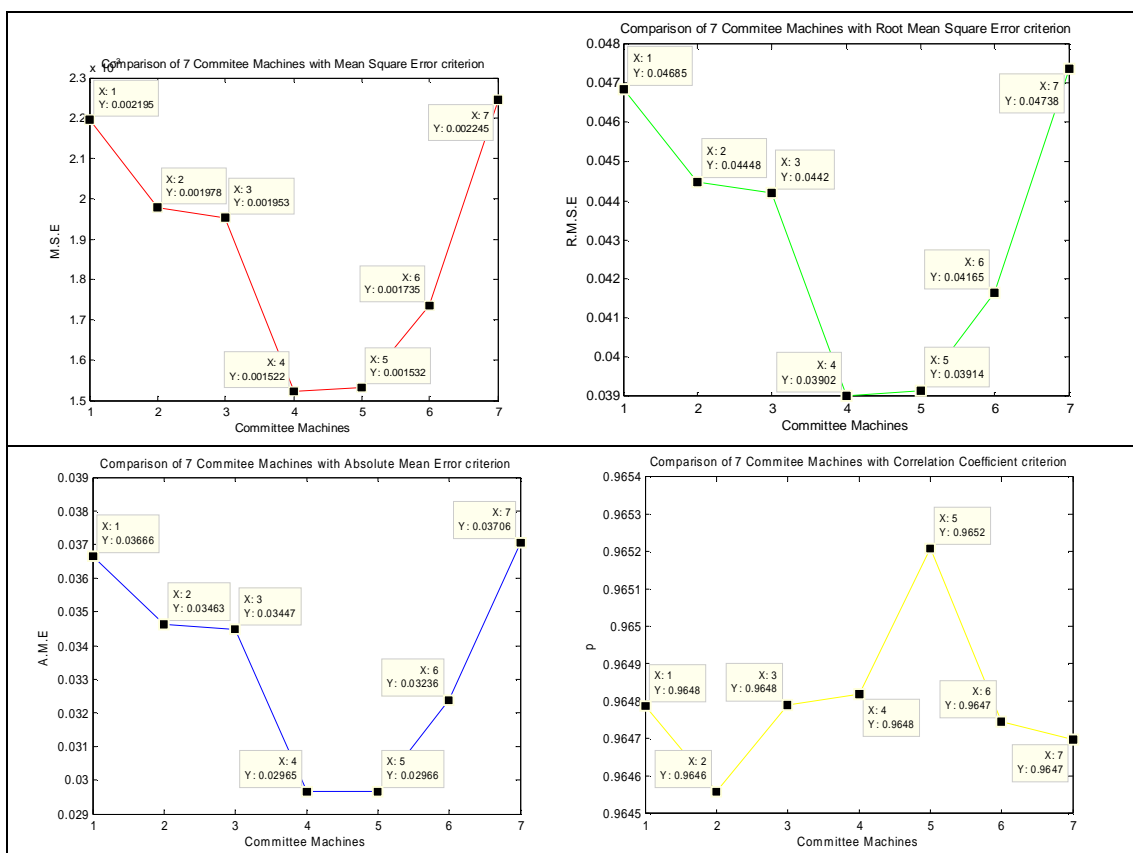 Comparison of 7 Commitee Machines with Mean Square Error criterion
x 10
2.3
2.2
2.1
2
1.9
1.8
1.7
1.6
1.5
M.S.E
X: 1
Y: 0.002195
X: 2
Y: 0.001978
X: 3
Y: 0.001953
X: 4
Y: 0.001522
X: 5
Y: 0.001532
X: 6
Y: 0.001735
X: 7
Y: 0.002245
1 2 3 4 5 6 7
Committee Machines
Comparison of 7 Commitee Machines with Root Mean Square Error criterion
0.048
0.047
0.046
0.045
0.044
0.043
0.042
0.041
0.04
0.039
R.M.S.E
X: 1
Y: 0.04685
X: 2
Y: 0.04448
X: 3
Y: 0.0442
X: 4
Y: 0.03902
X: 5
Y: 0.03914
X: 6
Y: 0.04165
X: 7
Y: 0.04738
1 2 3 4 5 6 7
Committee Machines
Comparison of 7 Commitee Machines with Absolute Mean Error criterion
0.039
0.038
0.037
0.036
0.035
0.034
0.033
0.032
0.031
0.03
0.029
A.M.E
X: 1
Y: 0.03666
X: 2
Y: 0.03463
X: 3
Y: 0.03447
X: 4
Y: 0.02965
X: 5
Y: 0.02966
X: 6
Y: 0.03236
X: 7
Y: 0.03706
1 2 3 4 5 6 7
Committee Machines
Comparison of 7 Commitee Machines with Correlation Coefficient criterion
0.9654
0.9653
0.9652
0.9651
0.965
0.9649
0.9648
0.9647
0.9646
0.9645
p
X: 1
Y: 0.9648
X: 2
Y: 0.9646
X: 3
Y: 0.9648
X: 4
Y: 0.9648
X: 5
Y: 0.9652
X: 6
Y: 0.9647
X: 7
Y: 0.9647
1 2 3 4 5 6 7
Committee Machines